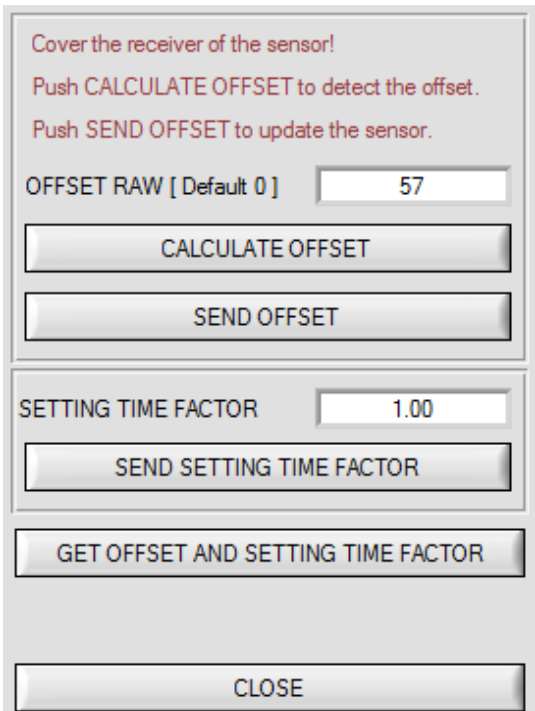 Cover the receiver of the sensor!
Push CALCULATE OFFSET to detect the offset.
Push SEND OFFSET to update the sensor.
OFFSET RAW [ Default 0 ] 57
CALCULATE OFFSET
SEND OFFSET
SETTING TIME FACTOR 1.00
SEND SETTING TIME FACTOR
GET OFFSET AND SETTING TIME FACTOR
CLOSE